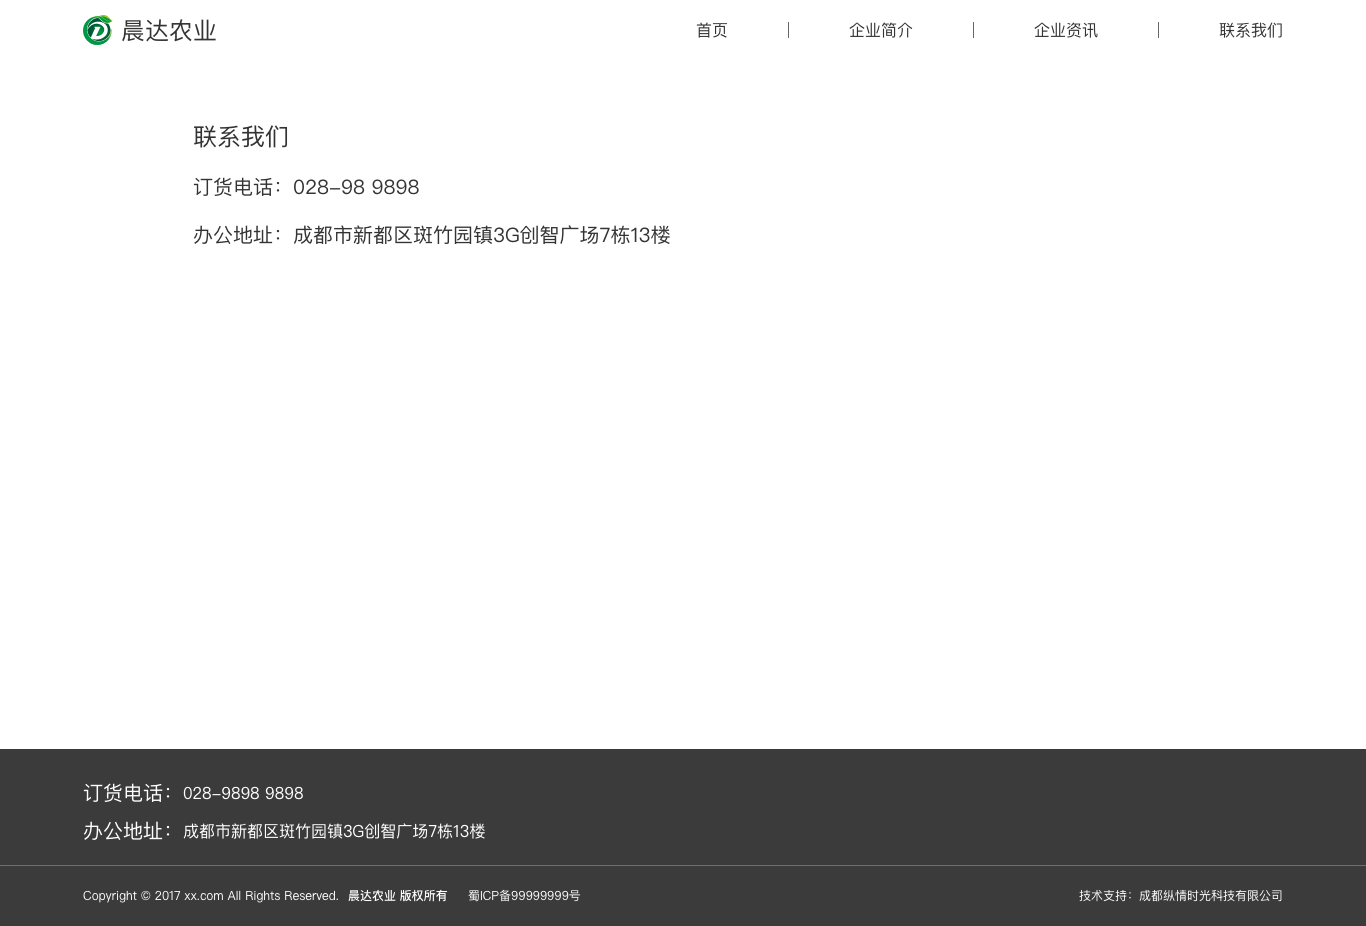 晨达农业
首页 企业简介 企业资讯 联系我们
联系我们
订货电话：028-98 9898
办公地址：成都市新都区斑竹园镇3G创智广场7栋13楼
订货电话：028-9898 9898
办公地址：成都市新都区斑竹园镇3G创智广场7栋13楼
Copyright © 2017 xx.com All Rights Reserved. 晨达农业 版权所有 蜀ICP备99999999号 技术支持：成都纵情时光科技有限公司